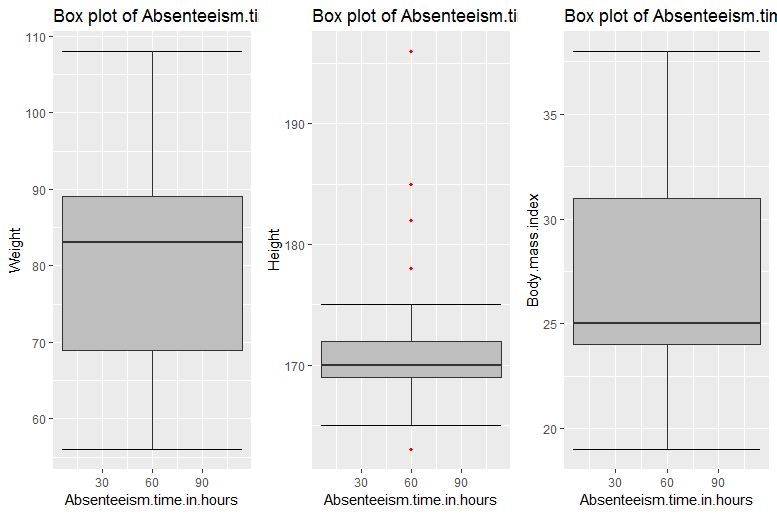 Box plot of Absenteeism.ti
110
100
90
80
70
60
Weight
30 60 90
Absenteeism.time.in.hours
Box plot of Absenteeism.ti
190
180
170
Height
30 60 90
Absenteeism.time.in.hours
Box plot of Absenteeism.tin
35
30
25
20
Body.mass.index
30 60 90
Absenteeism.time.in.hours